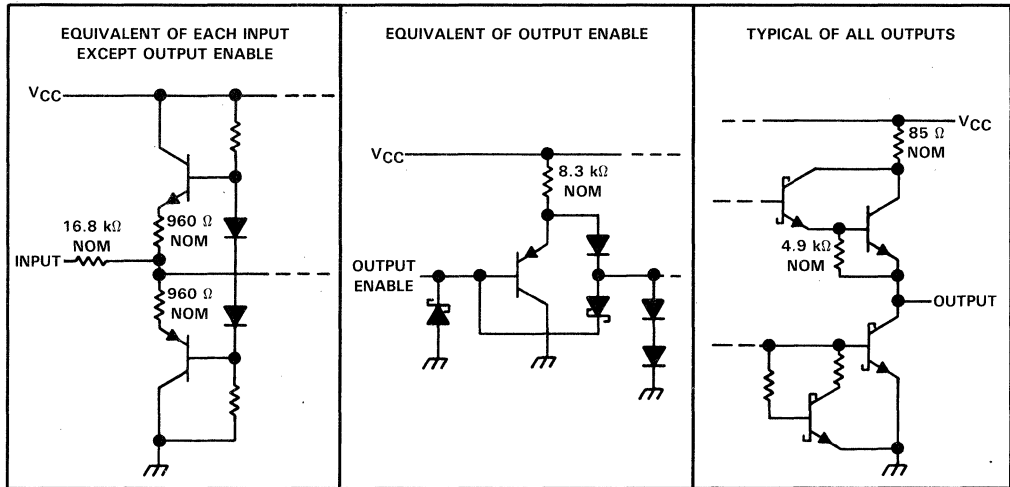 EQUIVALENT OF EACH INPUT
EXCEPT OUTPUT ENABLE
VCC
16.8 kΩ
NOM
960 Ω
NOM
INPUT
960 Ω
NOM
EQUIVALENT OF OUTPUT ENABLE
VCC
8.3 kΩ
NOM
OUTPUT
ENABLE
TYPICAL OF ALL OUTPUTS
VCC
85 Ω
NOM
4.9 kΩ
NOM
OUTPUT